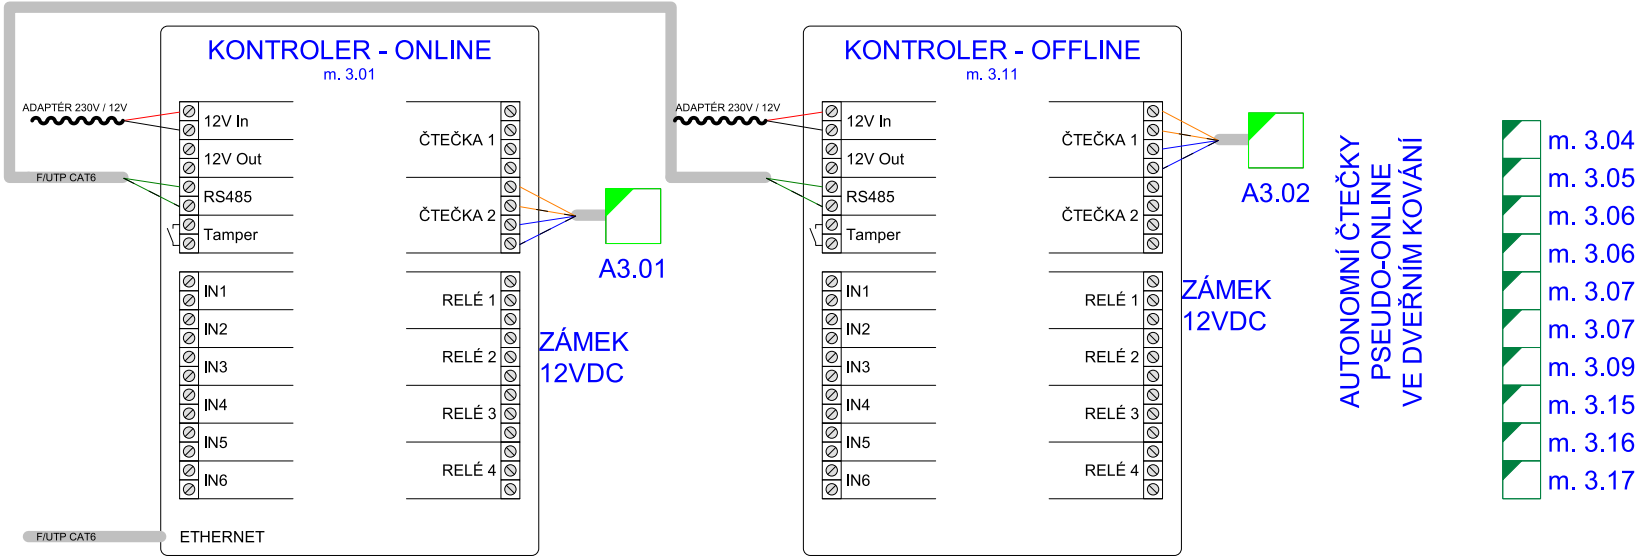 KONTROLER - ONLINE
m. 3.01
ADAPTÉR 230V / 12V
12V In
12V Out
F/UTP CAT6
RS485
Tamper
ČTEČKA 1
ČTEČKA 2
A3.01
IN1
IN2
IN3
IN4
IN5
IN6
RELÉ 1
RELÉ 2
RELÉ 3
RELÉ 4
ZÁMEK
12VDC
F/UTP CAT6
ETHERNET
KONTROLER - OFFLINE
m. 3.11
ADAPTÉR 230V / 12V
12V In
12V Out
RS485
Tamper
ČTEČKA 1
ČTEČKA 2
A3.02
IN1
IN2
IN3
IN4
IN5
IN6
RELÉ 1
RELÉ 2
RELÉ 3
RELÉ 4
ZÁMEK
12VDC
AUTONOMNÍ ČTEČKY
PSEUDO-ONLINE
VE DVEŘNÍM KOVÁNÍ
m. 3.04
m. 3.05
m. 3.06
m. 3.06
m. 3.07
m. 3.07
m. 3.09
m. 3.15
m. 3.16
m. 3.17